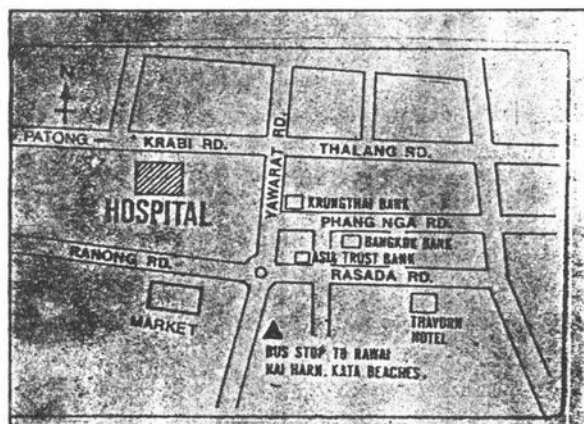 N
PATONG
KRABI RD.
YAWARAT RD.
THALANG RD.
HOSPITAL
KRUNGTHAI BANK
PHANG NGA RD.
BANGKOK BANK
RANONG RD.
ASIA TRUST BANK
RASADA RD.
MARKET
THAVORN
HOTEL
BUS STOP TO RAWAI
NAI HARN, KATA BEACHES.